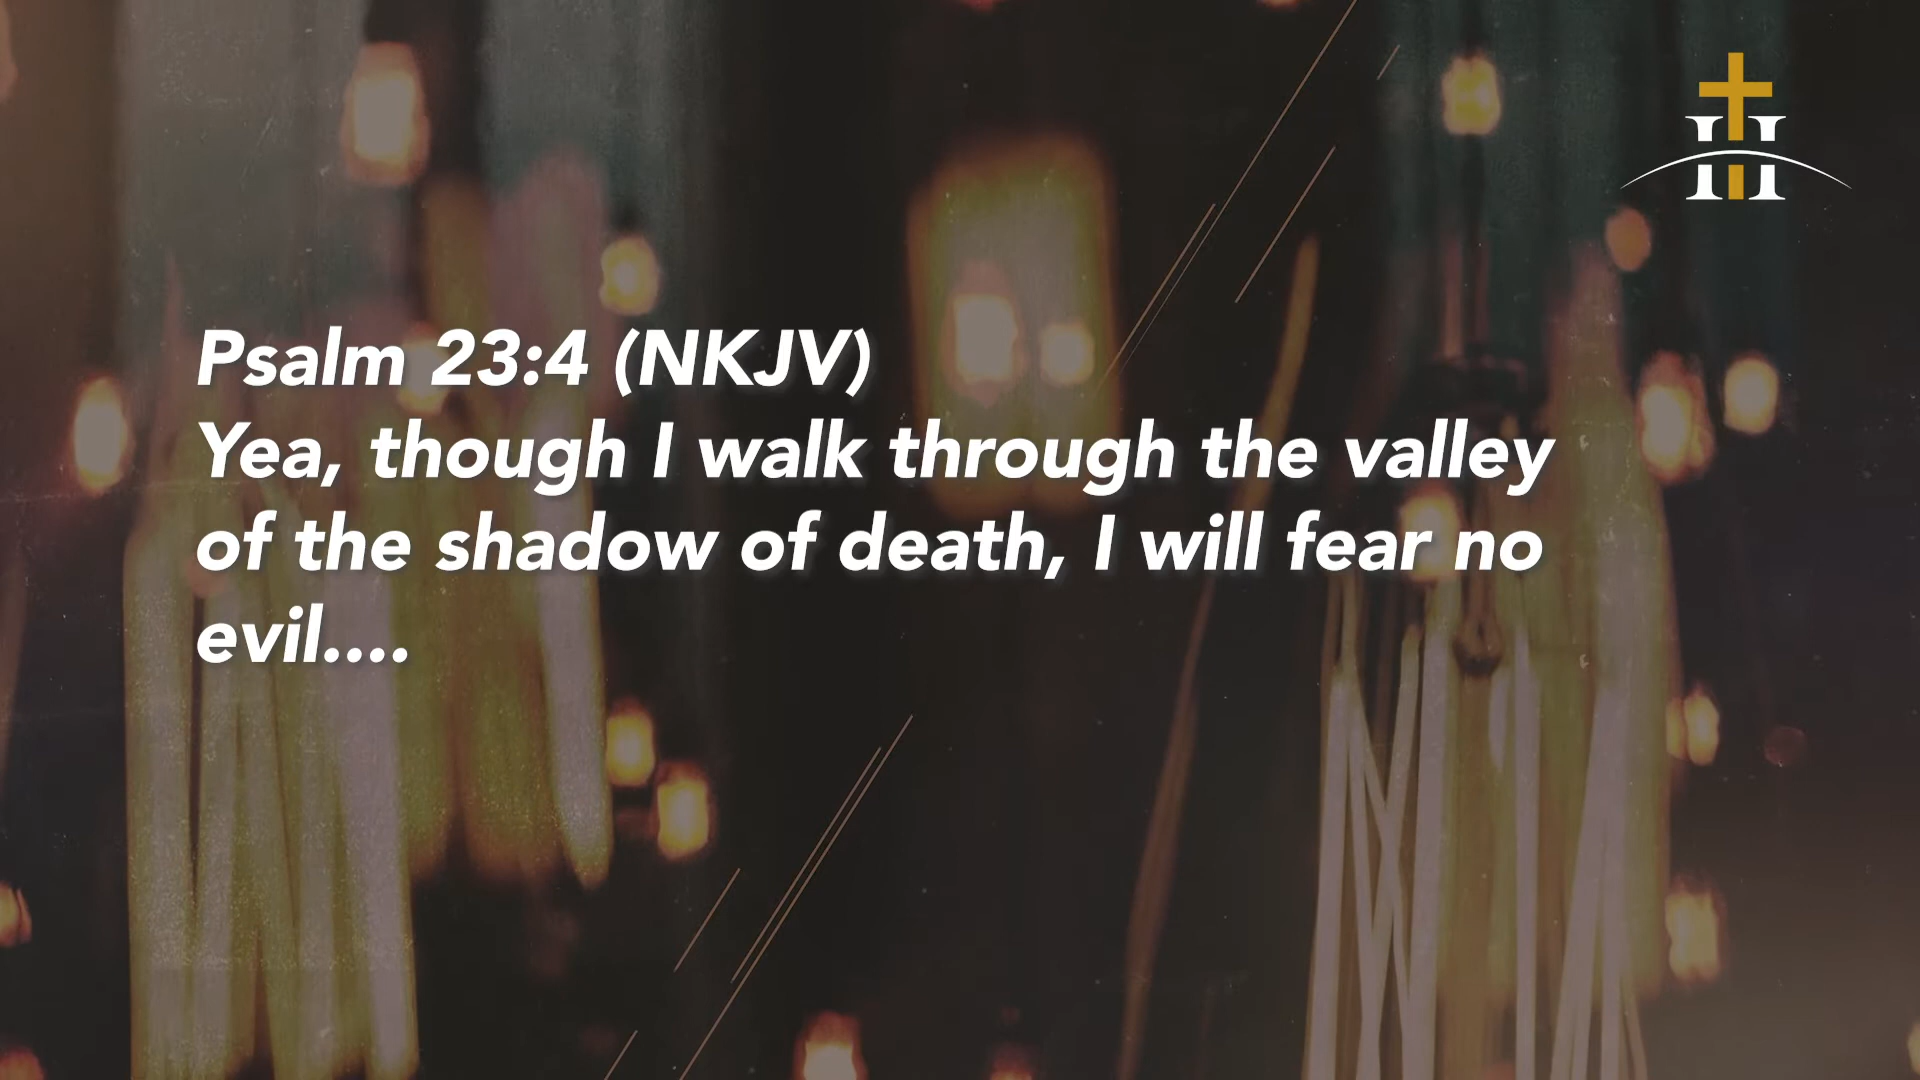 Psalm 23:4 (NKJV)
Yea, though I walk through the valley
of the shadow of death, I will fear no
evil....